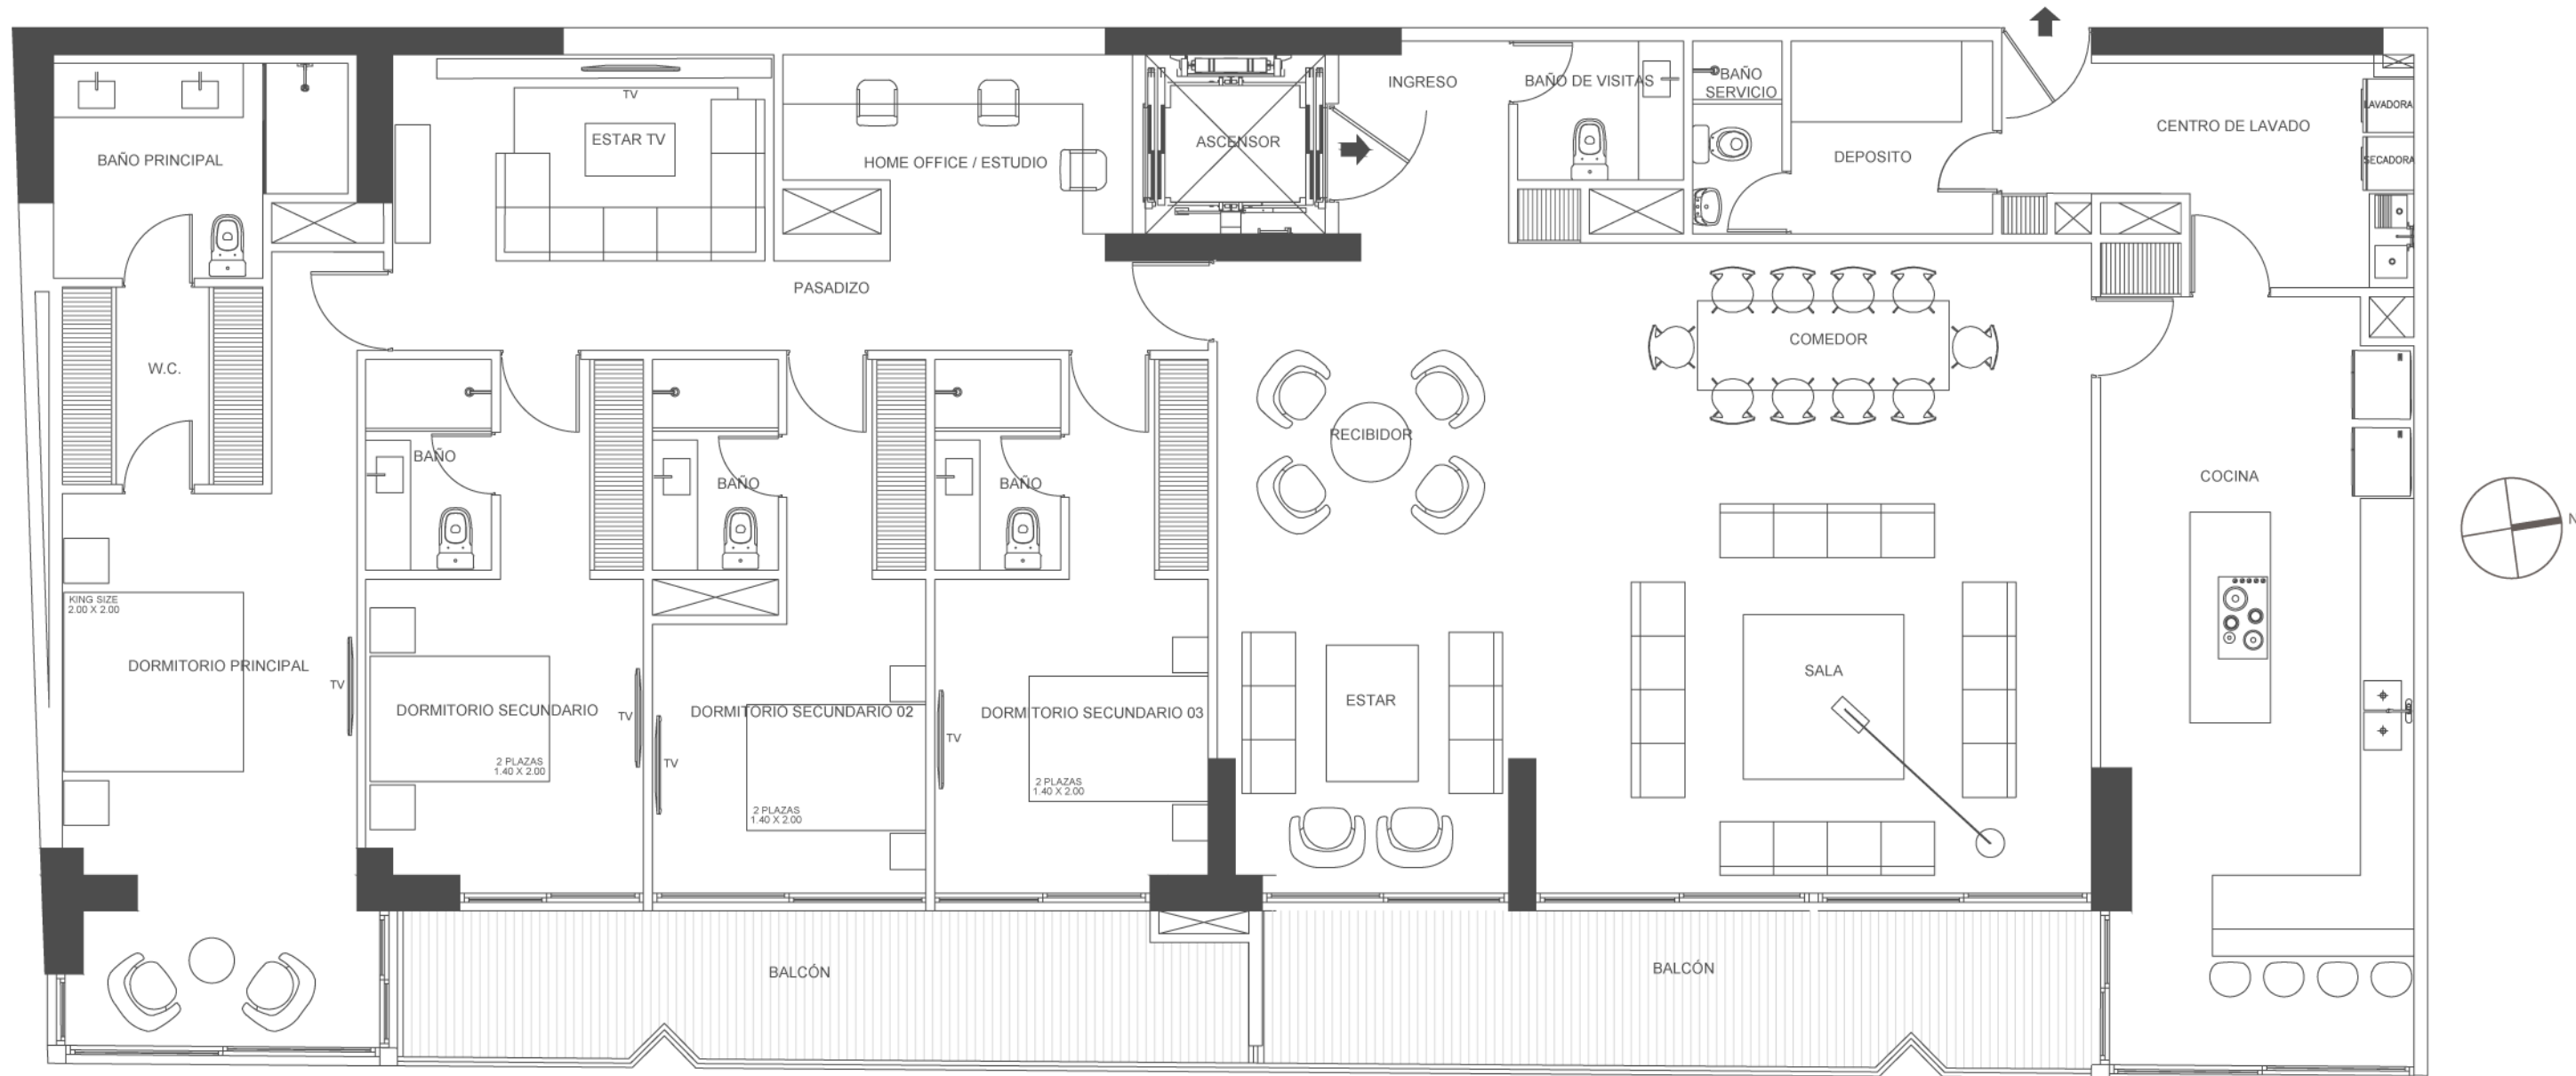 TV
ESTAR TV
BAÑO PRINCIPAL
HOME OFFICE / ESTUDIO
ASCENSOR
INGRESO
BAÑO DE VISITAS
BAÑO
SERVICIO
DEPOSITO
CENTRO DE LAVADO
LAVADORA
SECADORA
PASADIZO
W.C.
COMEDOR
BAÑO
BAÑO
BAÑO
RECIBIDOR
COCINA
N
KING SIZE
2.00 X 2.00
DORMITORIO PRINCIPAL
TV
DORMITORIO SECUNDARIO
TV
2 PLAZAS
1.40 X 2.00
DORMITORIO SECUNDARIO 02
TV
2 PLAZAS
1.40 X 2.00
DORMITORIO SECUNDARIO 03
TV
2 PLAZAS
1.40 X 2.00
ESTAR
SALA
BALCÓN
BALCÓN